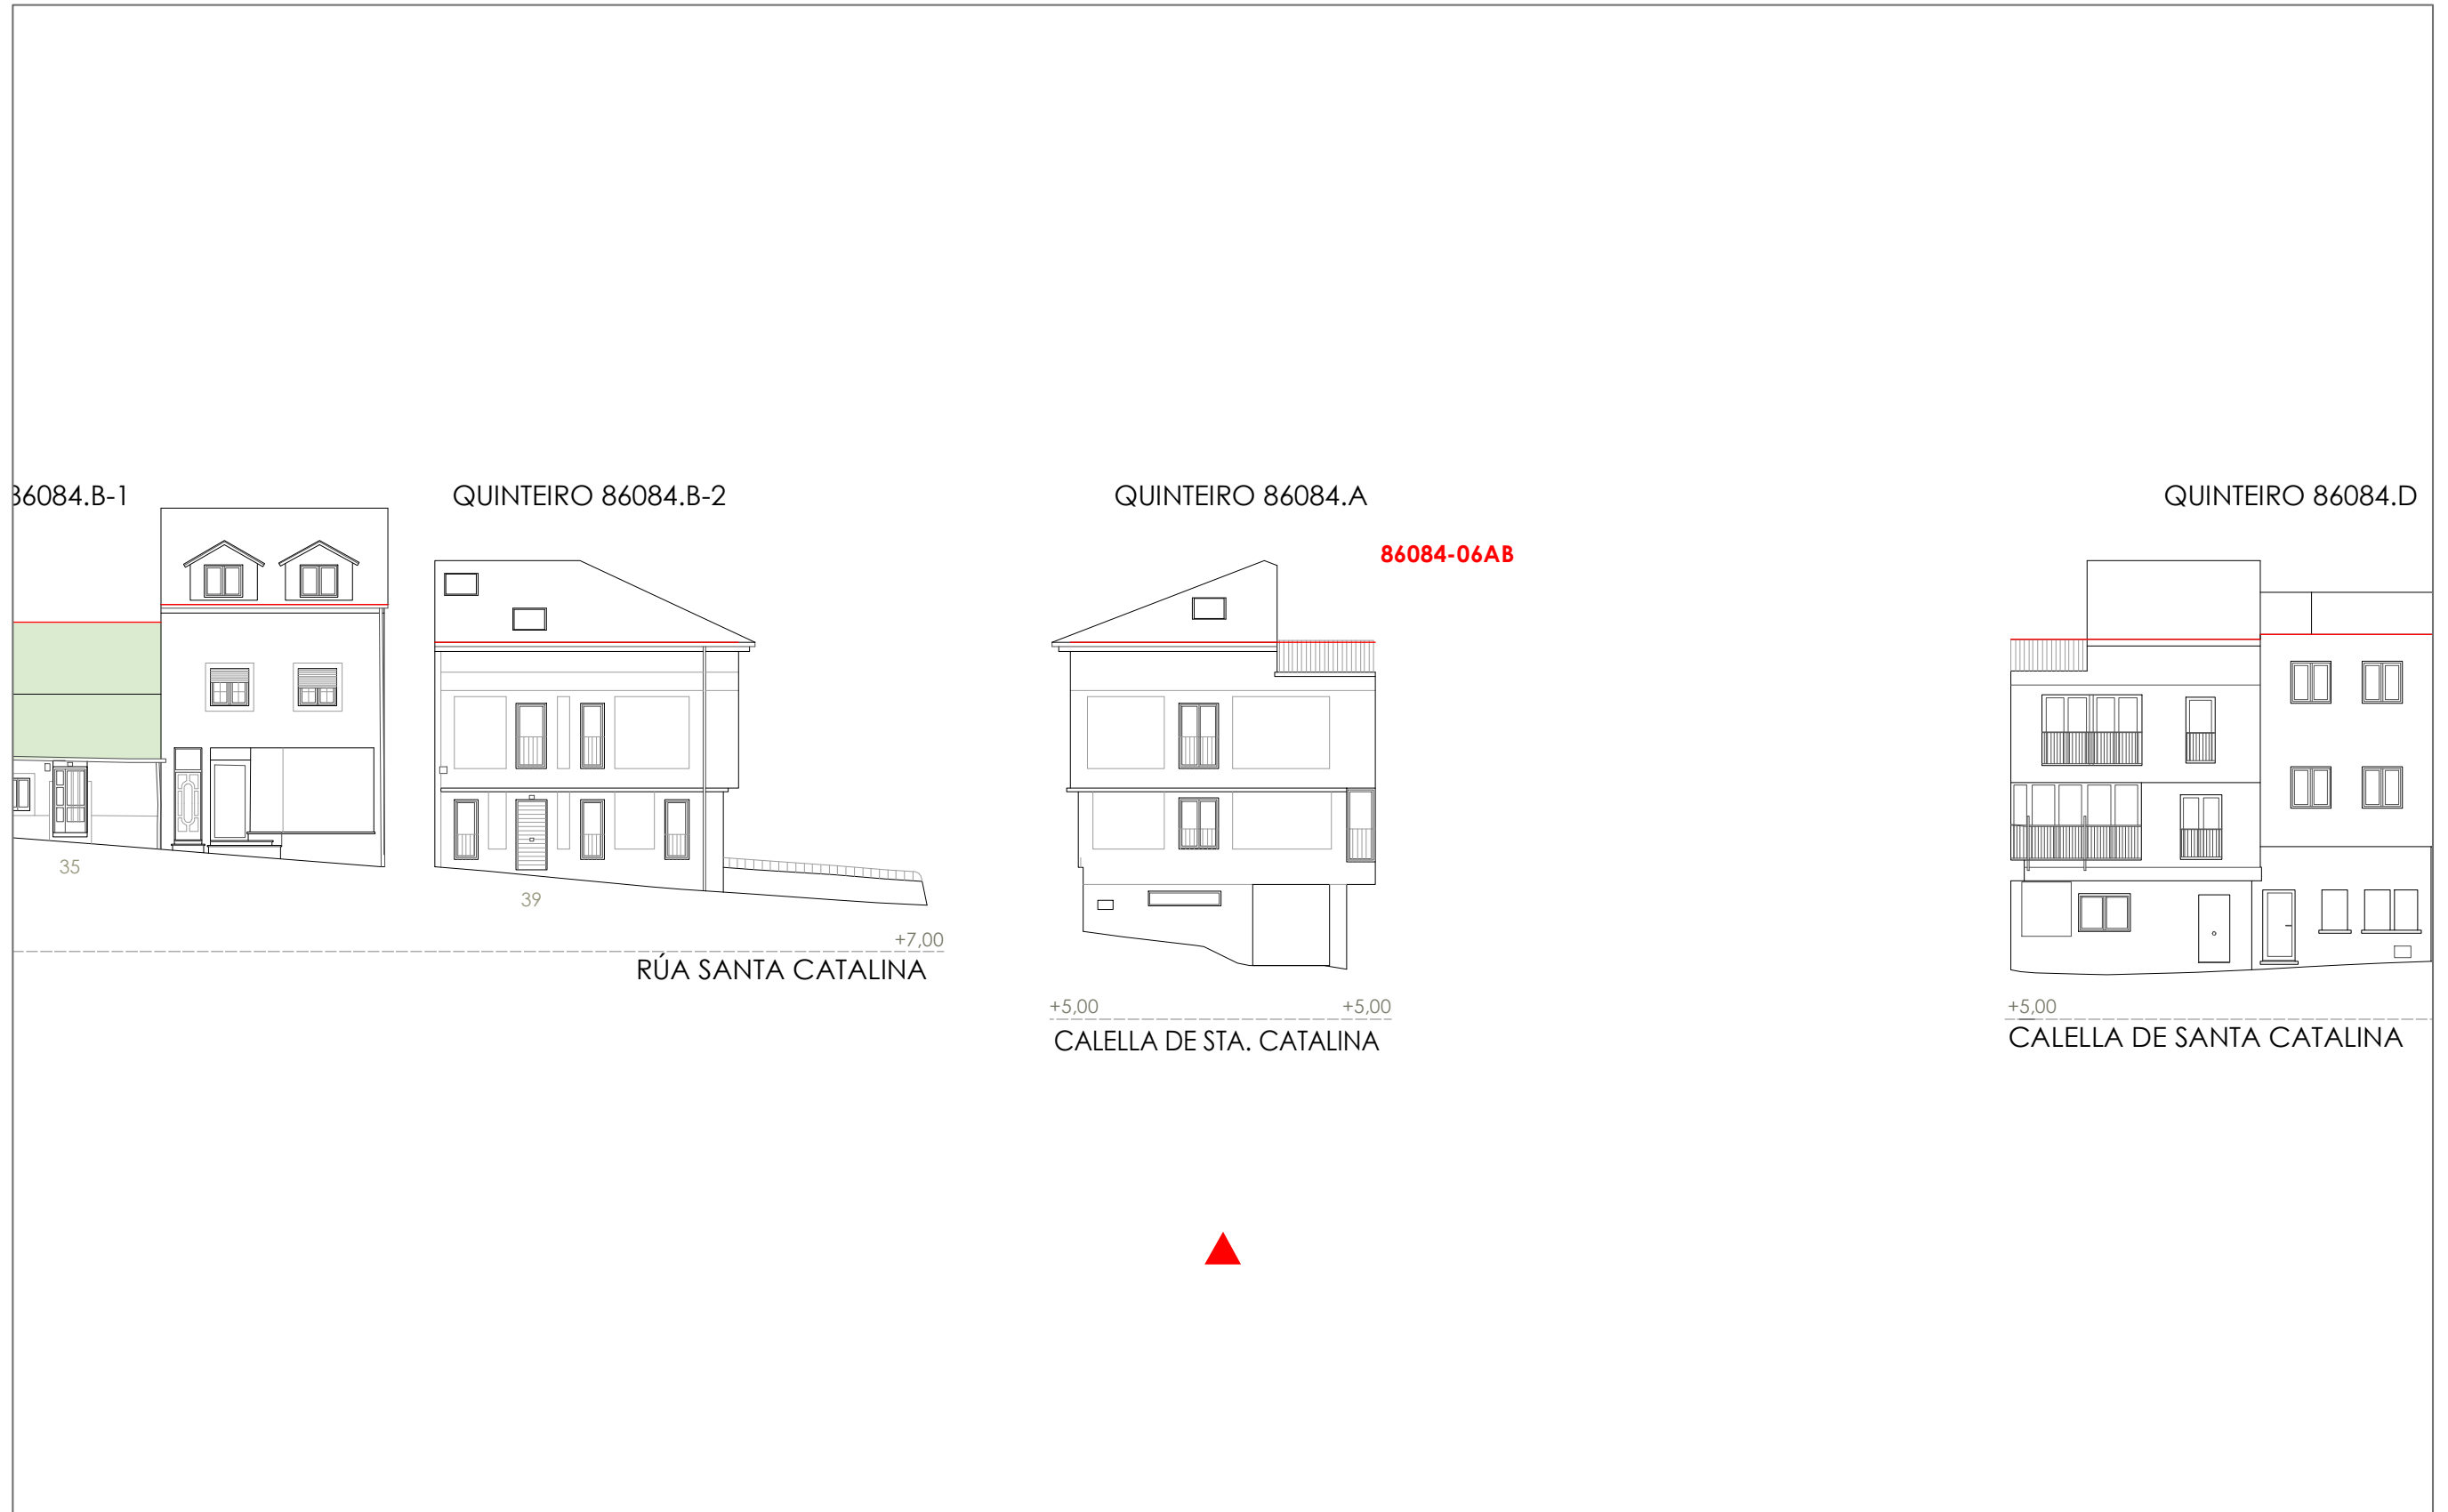 86084.B-1
QUINTEIRO 86084.B-2
QUINTEIRO 86084.A
QUINTEIRO 86084.D
86084-06AB
35
39
+7,00
RÚA SANTA CATALINA
+5,00
+5,00
+5,00
CALELLA DE STA. CATALINA
CALELLA DE SANTA CATALINA